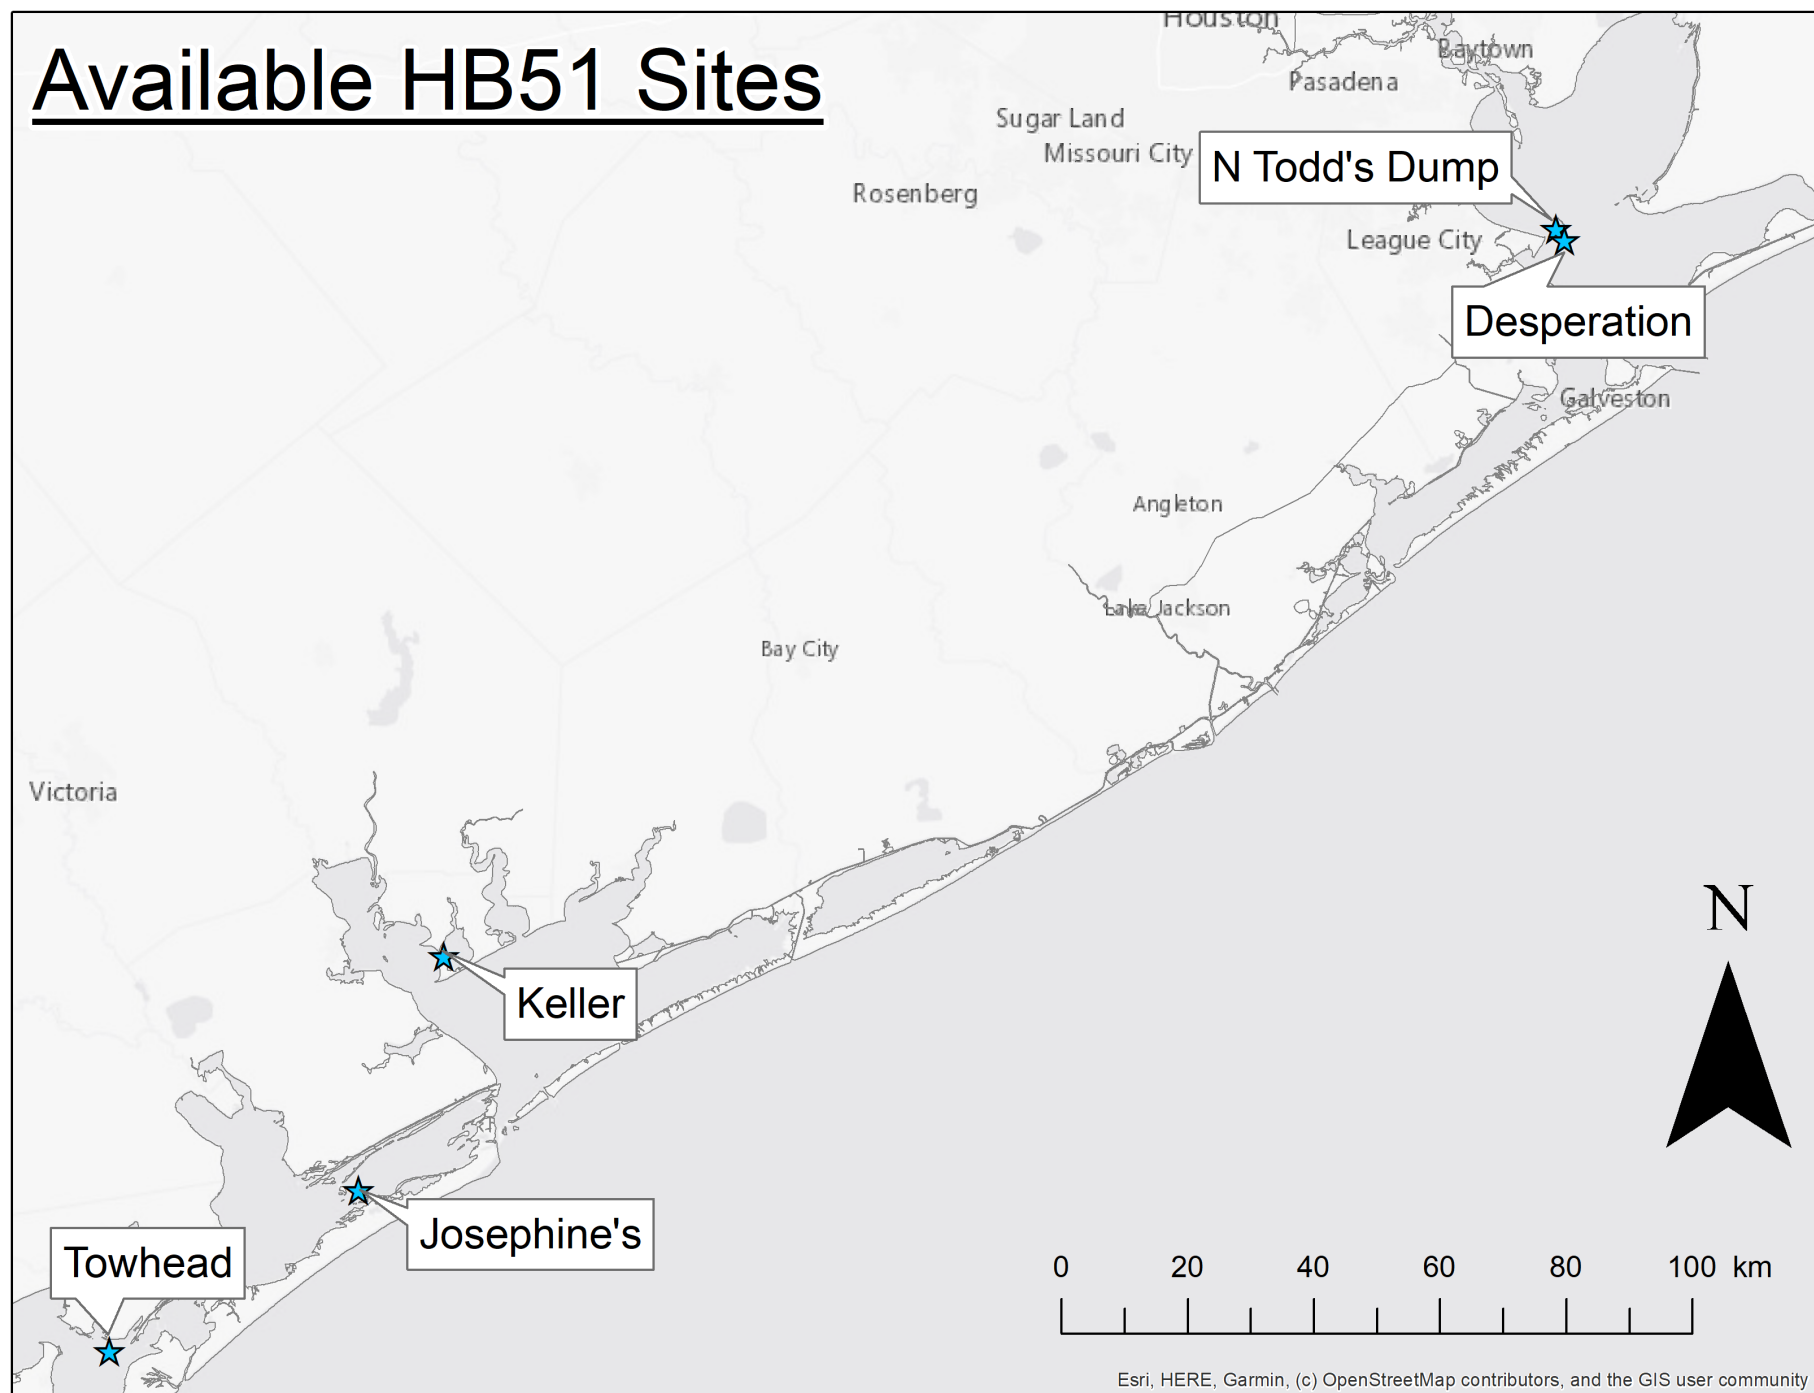 Available HB51 Sites
Houston
Baytown
Pasadena
Sugar Land
Missouri City
N Todd's Dump
Rosenberg
League City
Desperation
Galveston
Angleton
Lake Jackson
Bay City
Victoria
N
Keller
Josephine's
Towhead
0 20 40 60 80 100 km
Esri, HERE, Garmin, (c) OpenStreetMap contributors, and the GIS user community